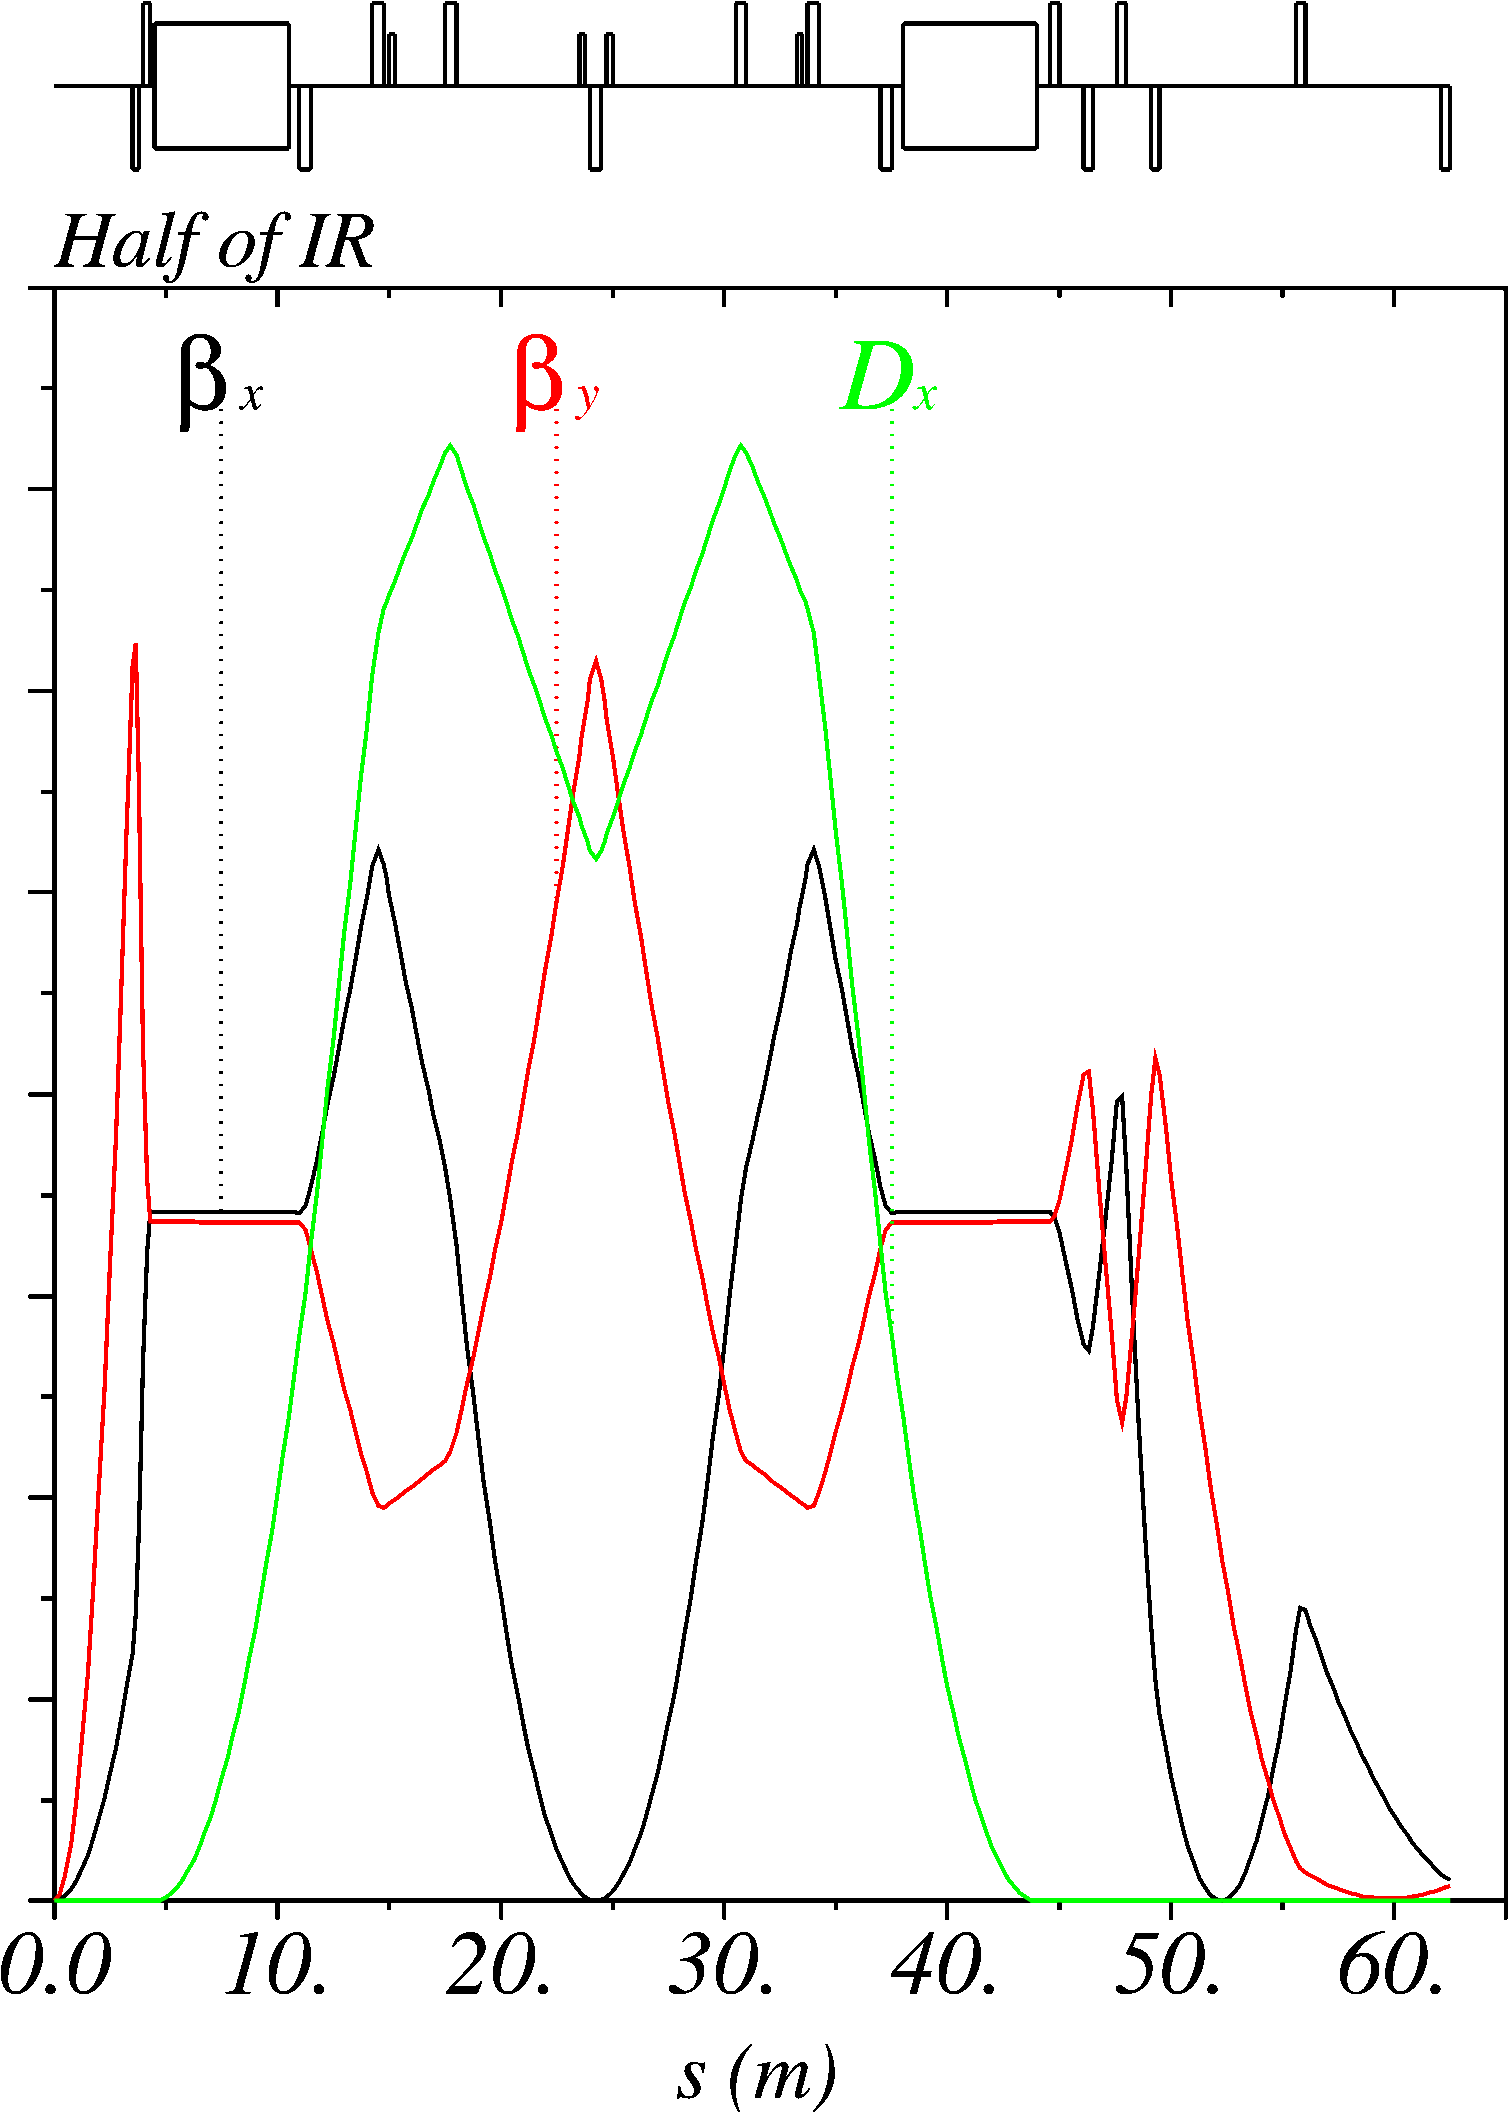 Half of IR
βx βy Dx
0.0 10. 20. 30. 40. 50. 60.
s (m)